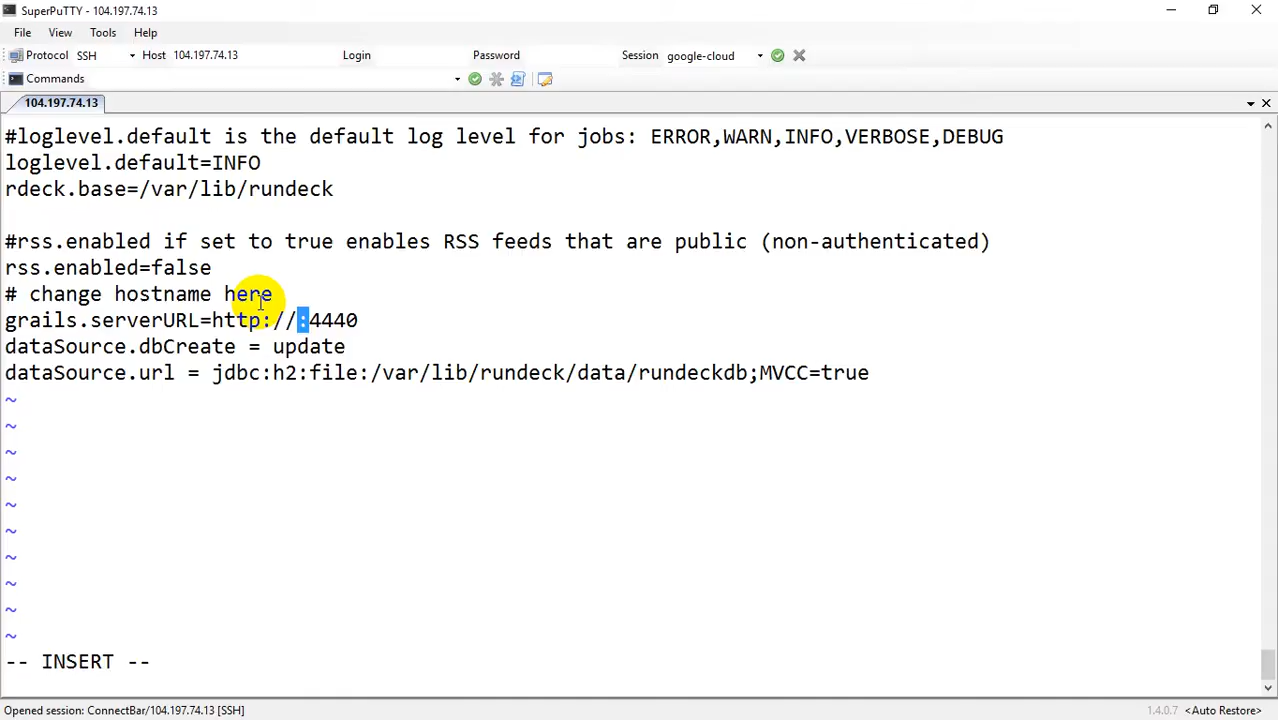 SuperPuTTY - 104.197.74.13
File View Tools Help
Protocol SSH Host 104.197.74.13 Login Password Session google-cloud
Commands
104.197.74.13
#loglevel.default is the default log level for jobs: ERROR,WARN,INFO,VERBOSE,DEBUG
loglevel.default=INFO
rdeck.base=/var/lib/rundeck
#rss.enabled if set to true enables RSS feeds that are public (non-authenticated)
rss.enabled=false
# change hostname here
grails.serverURL=http://:4440
dataSource.dbCreate = update
dataSource.url = jdbc:h2:file:/var/lib/rundeck/data/rundeckdb;MVCC=true
~
~
~
~
~
~
~
~
~
~
-- INSERT --
Opened session: ConnectBar/104.197.74.13 [SSH] 1.4.0.7 <Auto Restore>